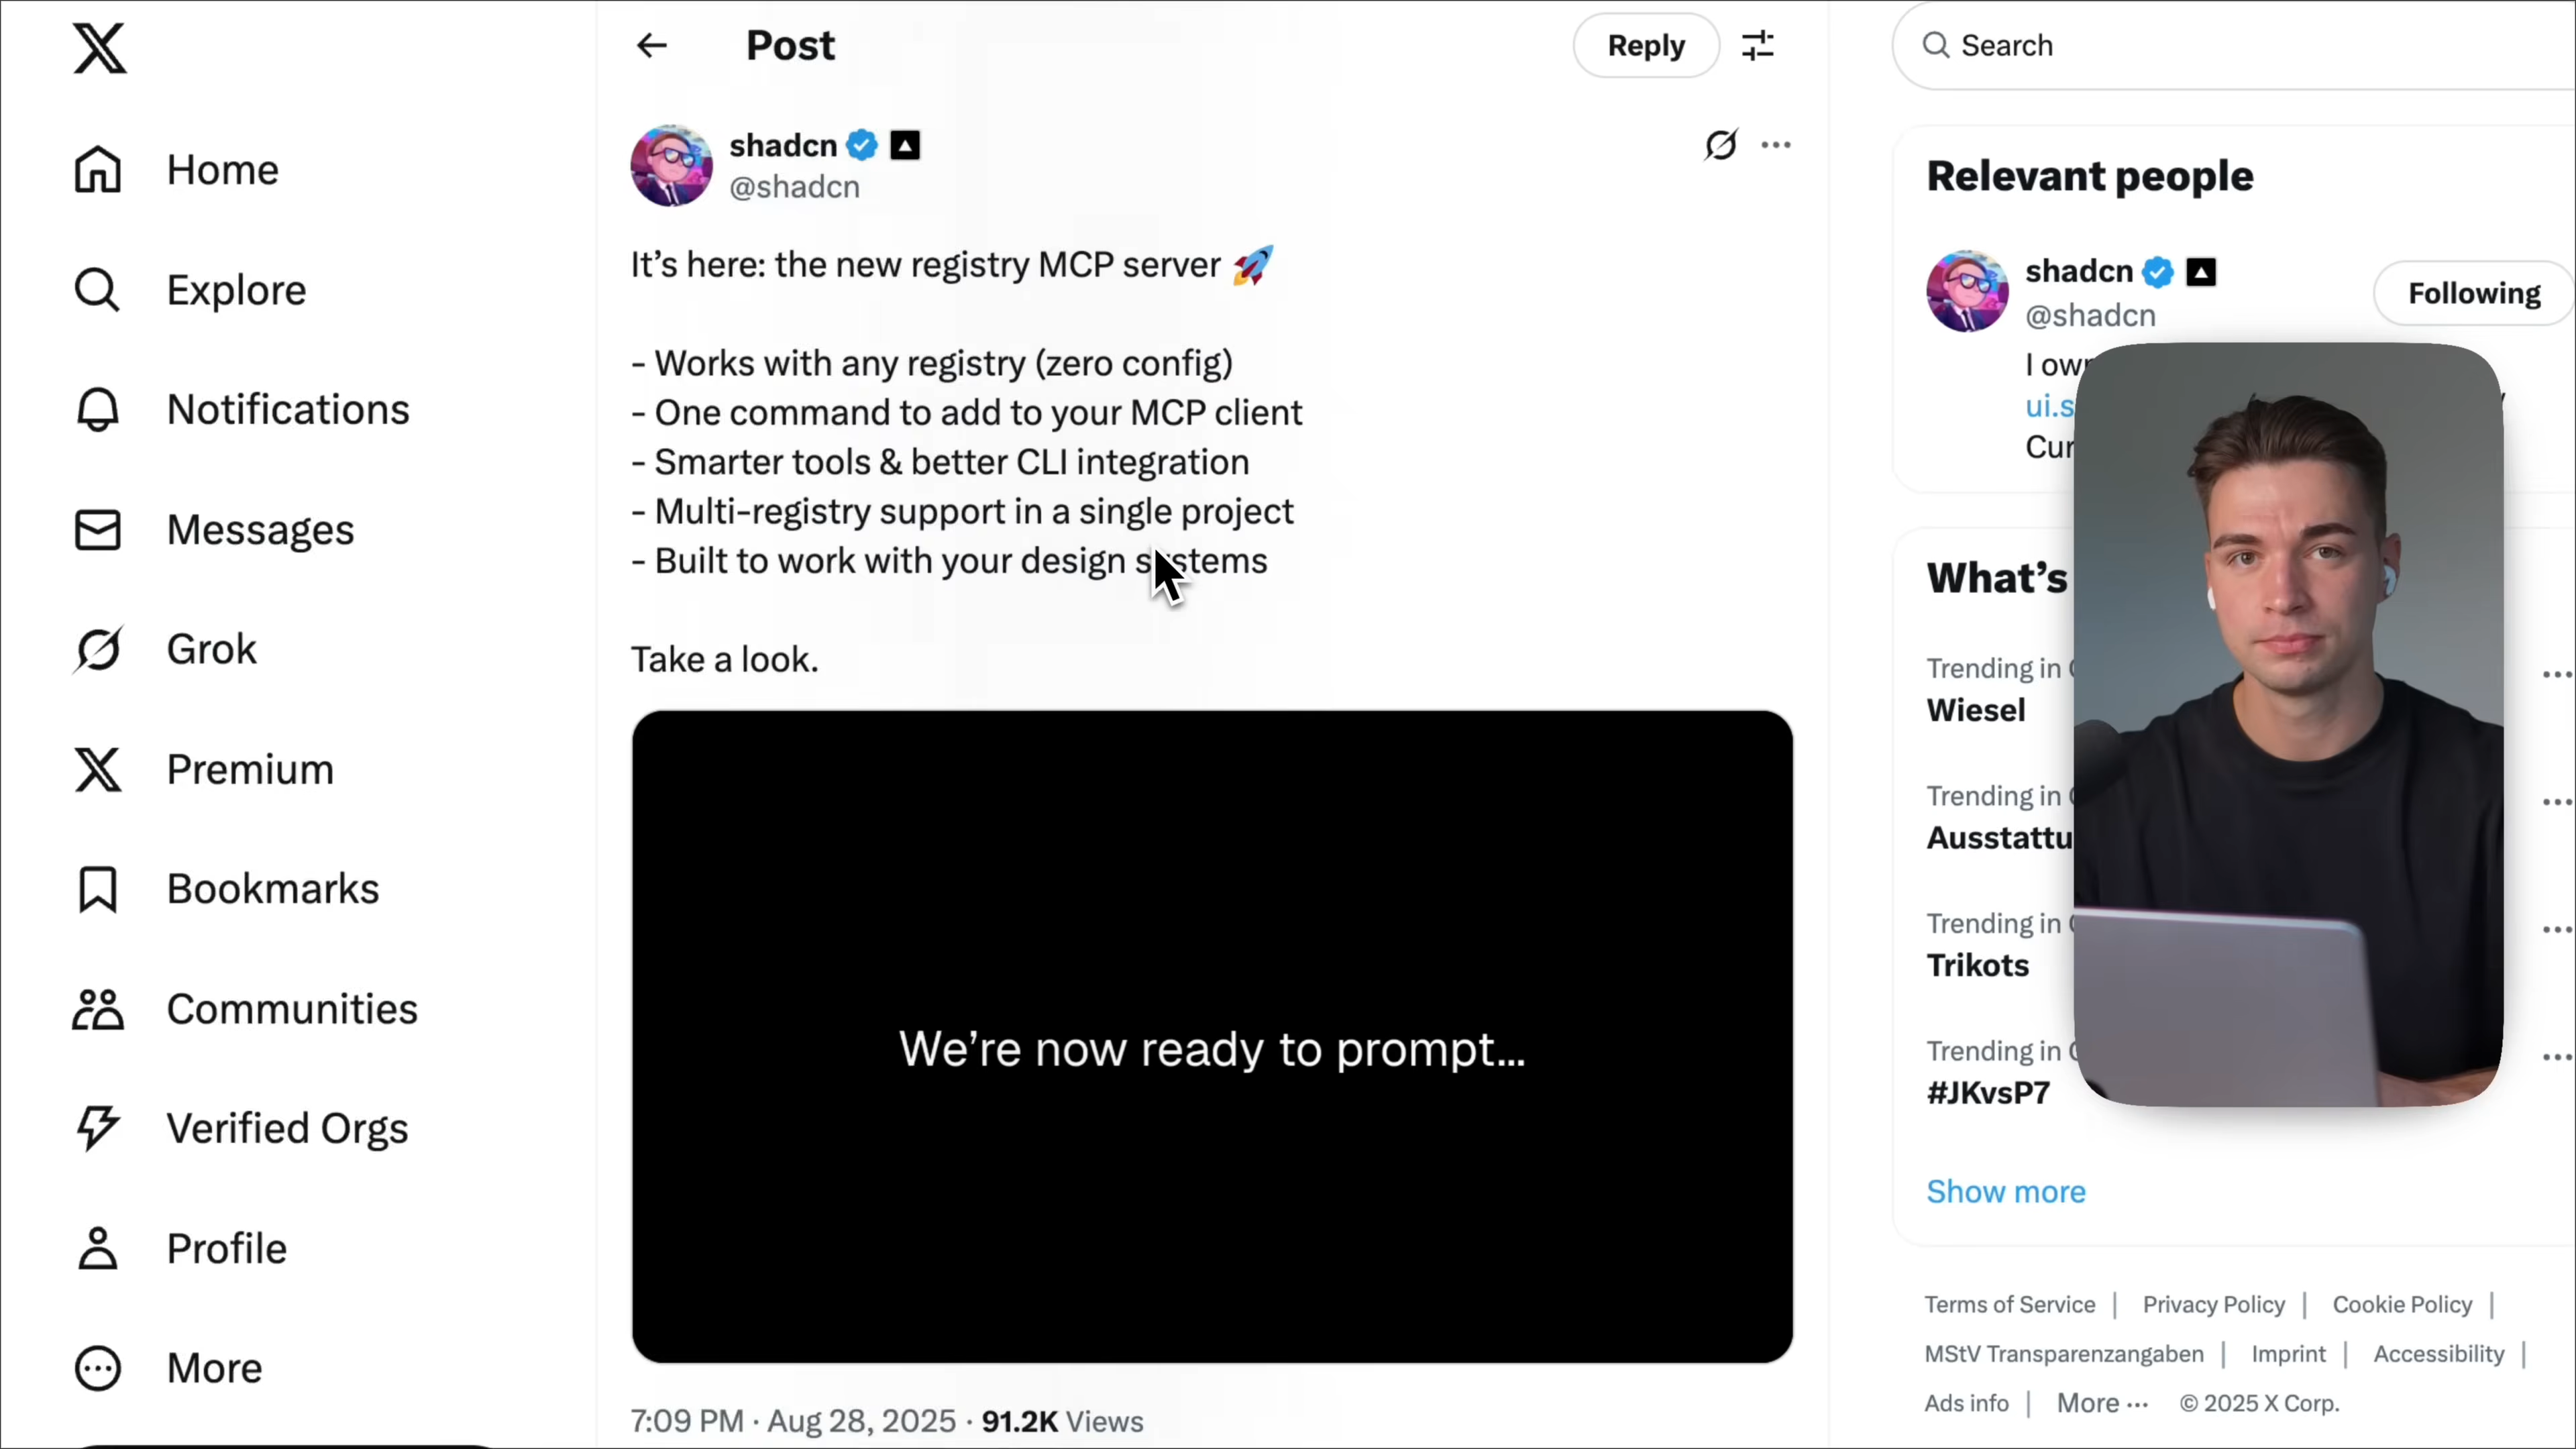 Home
Explore
Notifications
Messages
Grok
Premium
Bookmarks
Communities
Verified Orgs
Profile
More
Post
Reply
shadcn
@shadcn
It's here: the new registry MCP server 🚀
- Works with any registry (zero config)
- One command to add to your MCP client
- Smarter tools & better CLI integration
- Multi-registry support in a single project
- Built to work with your design systems
Take a look.
We're now ready to prompt...
7:09 PM · Aug 28, 2025 · 91.2K Views
Search
Relevant people
shadcn
@shadcn
Following
I
What's
Trending in
Wiesel
Trending in
Trending in
Trikots
Trending in
#JKvsP7
Show more
Terms of Service |
Privacy Policy |
Cookie Policy |
MStV Transparenzangaben |
Imprint |
Accessibility |
Ads info |
More ···
© 2025 X Corp.